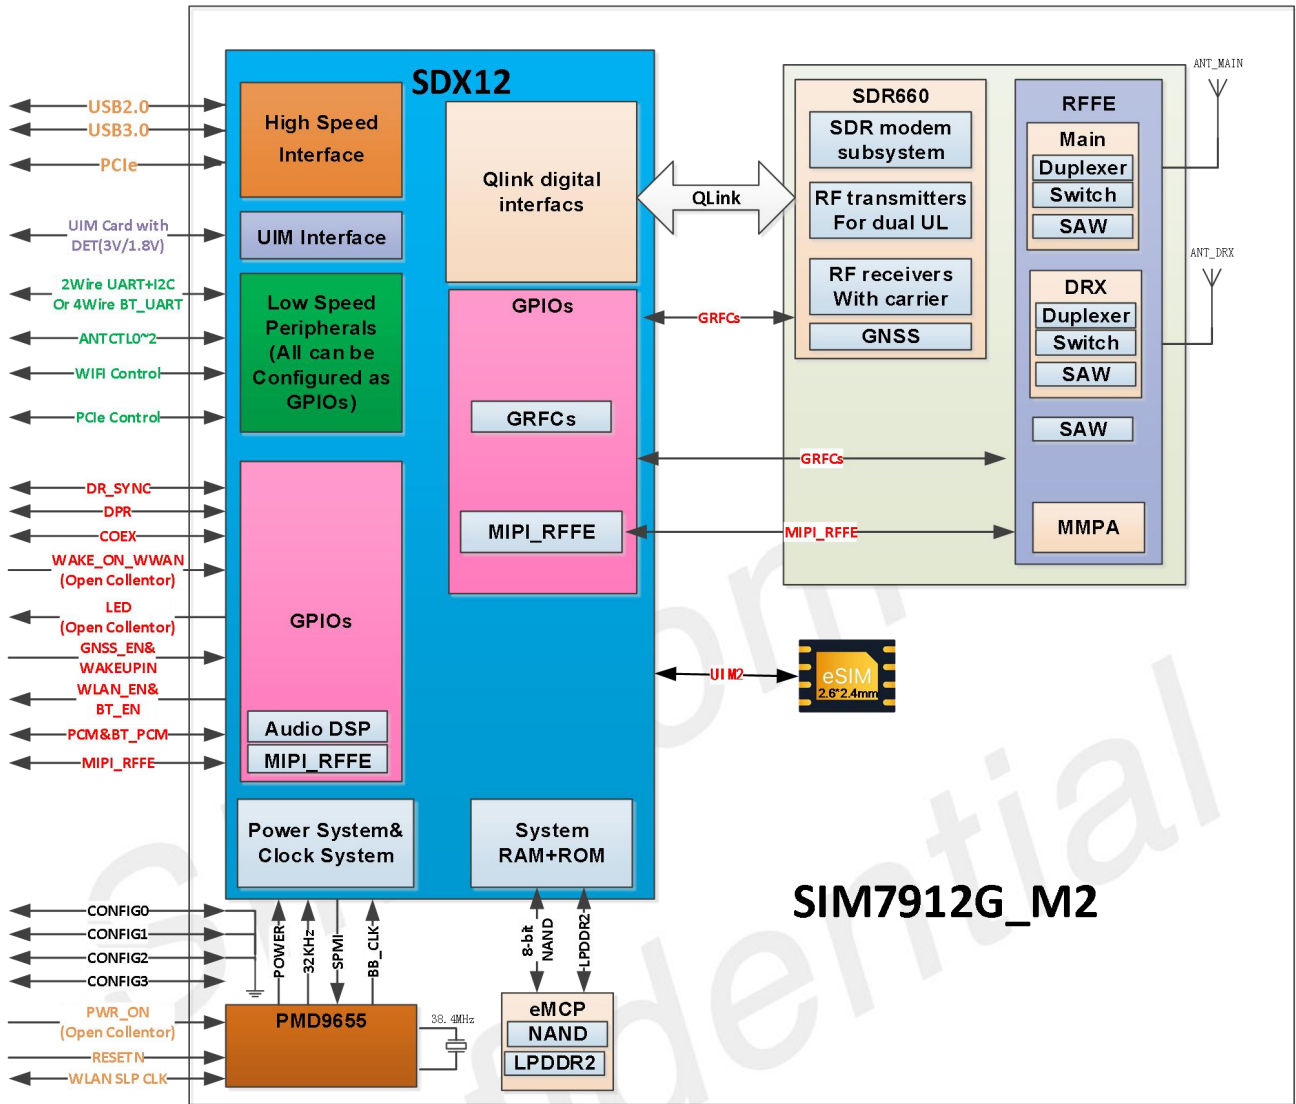 SDX12
High Speed
Interface
UIM Interface
Low Speed
Peripherals
(All can be
Configured as
GPIOs)
GPIOs
Audio DSP
MIPI_RFFE
Power System&
Clock System
Qlink digital
interfacs
GPIOs
GRFCs
MIPI_RFFE
System
RAM+ROM
USB2.0
USB3.0
PCIe
UIM Card with
DET(3V/1.8V)
2Wire UART+I2C
Or 4Wire BT_UART
ANTCTL0~2
WIFI Control
PCIe Control
DR_SYNC
DPR
COEX
WAKE_ON_WWAN
(Open Collentor)
LED
(Open Collentor)
GNSS_EN&
WAKEUPIN
WLAN_EN&
BT_EN
PCM&BT_PCM
MIPI_RFFE
CONFIG0
CONFIG1
CONFIG2
CONFIG3
PWR_ON
(Open Collentor)
RESETN
WLAN SLP CLK
POWER
32KHz
SPMI
BB_CLK
PMD9655
38.4MHz
8-bit
NAND
LPDDR2
eMCP
NAND
LPDDR2
QLink
GRFCs
GRFCs
MIPI_RFFE
UIM2
eSIM
2.6*2.4mm
SDR660
SDR modem
subsystem
RF transmitters
For dual UL
RF receivers
With carrier
GNSS
RFFE
Main
Duplexer
Switch
SAW
DRX
Duplexer
Switch
SAW
SAW
MMPA
ANT_MAIN
ANT_DRX
SIM7912G_M2